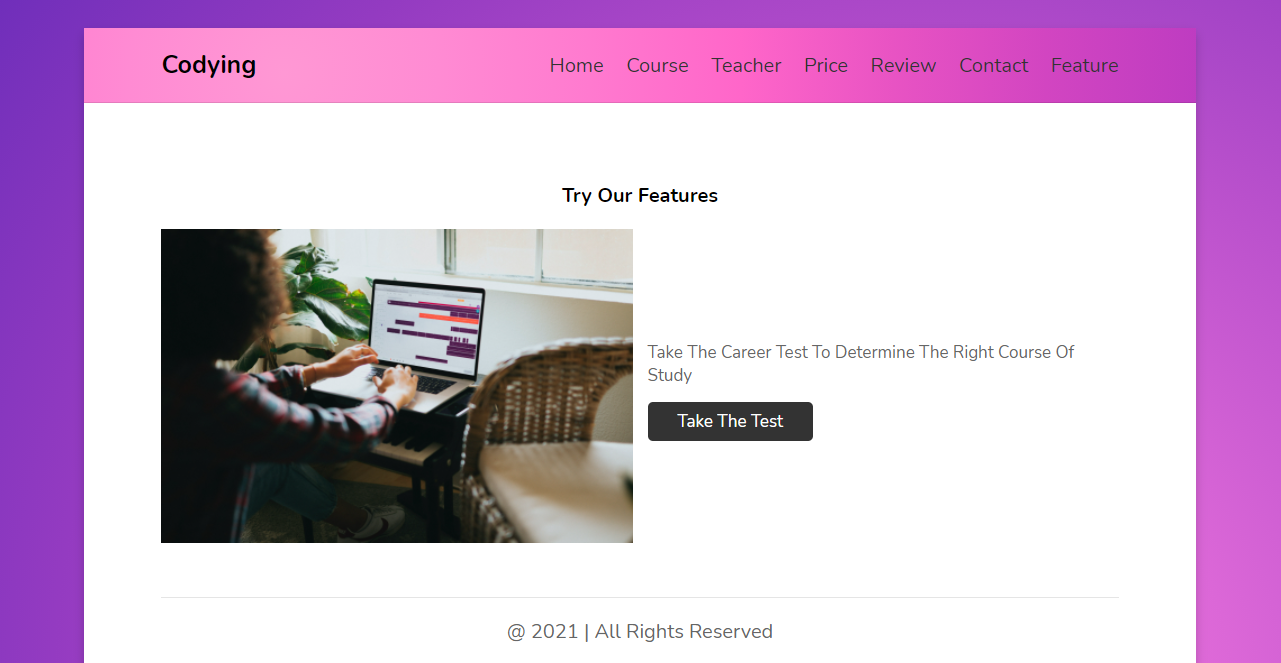 Codying
Home Course Teacher Price Review Contact Feature
Try Our Features
Take The Career Test To Determine The Right Course Of
Study
Take The Test
@ 2021 | All Rights Reserved